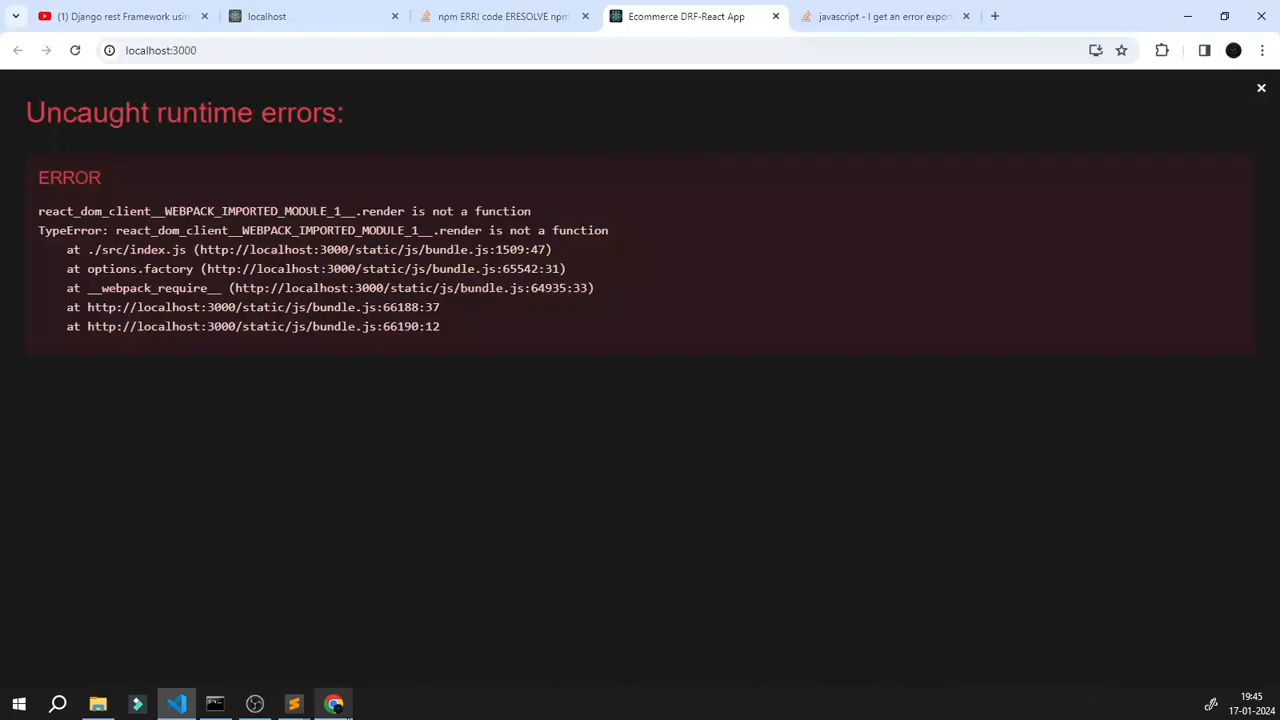 (1) Django rest Framework usin
localhost
npm ERR! code ERESOLVE npm
Ecommerce DRF-React App
javascript - I get an error export
localhost:3000
Uncaught runtime errors:
ERROR
react_dom_client__WEBPACK_IMPORTED_MODULE_1__.render is not a function
TypeError: react_dom_client__WEBPACK_IMPORTED_MODULE_1__.render is not a function
at ./src/index.js (http://localhost:3000/static/js/bundle.js:1509:47)
at options.factory (http://localhost:3000/static/js/bundle.js:65542:31)
at __webpack_require__ (http://localhost:3000/static/js/bundle.js:64935:33)
at http://localhost:3000/static/js/bundle.js:66188:37
at http://localhost:3000/static/js/bundle.js:66190:12
19:45
17-01-2024